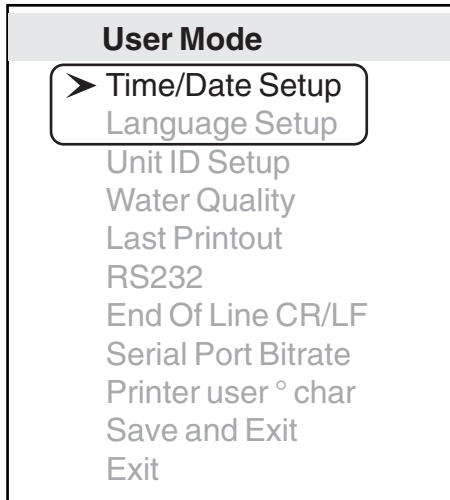 User Mode
➤ Time/Date Setup
Language Setup
Unit ID Setup
Water Quality
Last Printout
RS232
End Of Line CR/LF
Serial Port Bitrate
Printer user ° char
Save and Exit
Exit